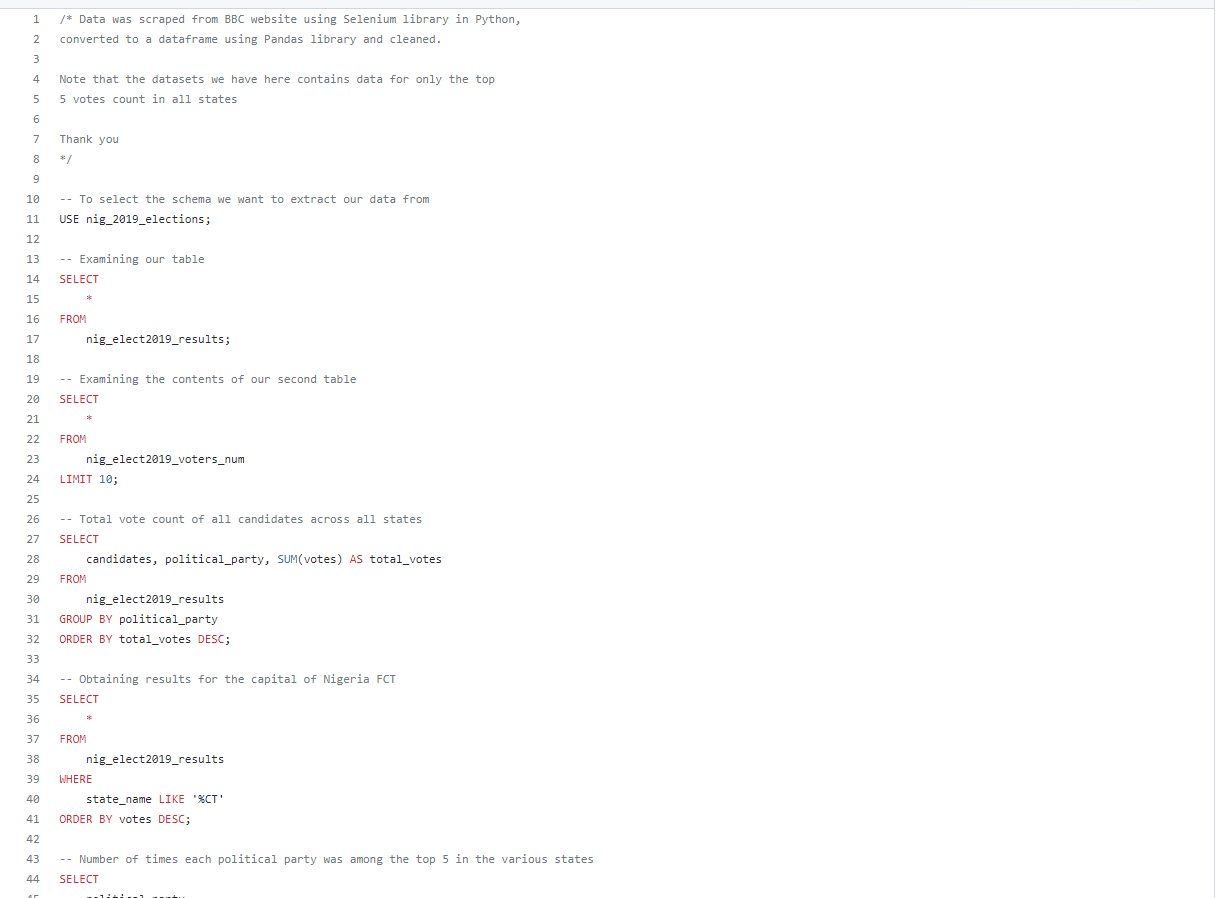 1 /* Data was scraped from BBC website using Selenium library in Python,
2 converted to a dataframe using Pandas library and cleaned.
3
4 Note that the datasets we have here contains data for only the top
5 5 votes count in all states
6
7 Thank you
8 */
9
10 -- To select the schema we want to extract our data from
11 USE nig_2019_elections;
12
13 -- Examining our table
14 SELECT
15 *
16 FROM
17 nig_elect2019_results;
18
19 -- Examining the contents of our second table
20 SELECT
21 *
22 FROM
23 nig_elect2019_voters_num
24 LIMIT 10;
25
26 -- Total vote count of all candidates across all states
27 SELECT
28 candidates, political_party, SUM(votes) AS total_votes
29 FROM
30 nig_elect2019_results
31 GROUP BY political_party
32 ORDER BY total_votes DESC;
33
34 -- Obtaining results for the capital of Nigeria FCT
35 SELECT
36 *
37 FROM
38 nig_elect2019_results
39 WHERE
40 state_name LIKE '%CT'
41 ORDER BY votes DESC;
42
43 -- Number of times each political party was among the top 5 in the various states
44 SELECT